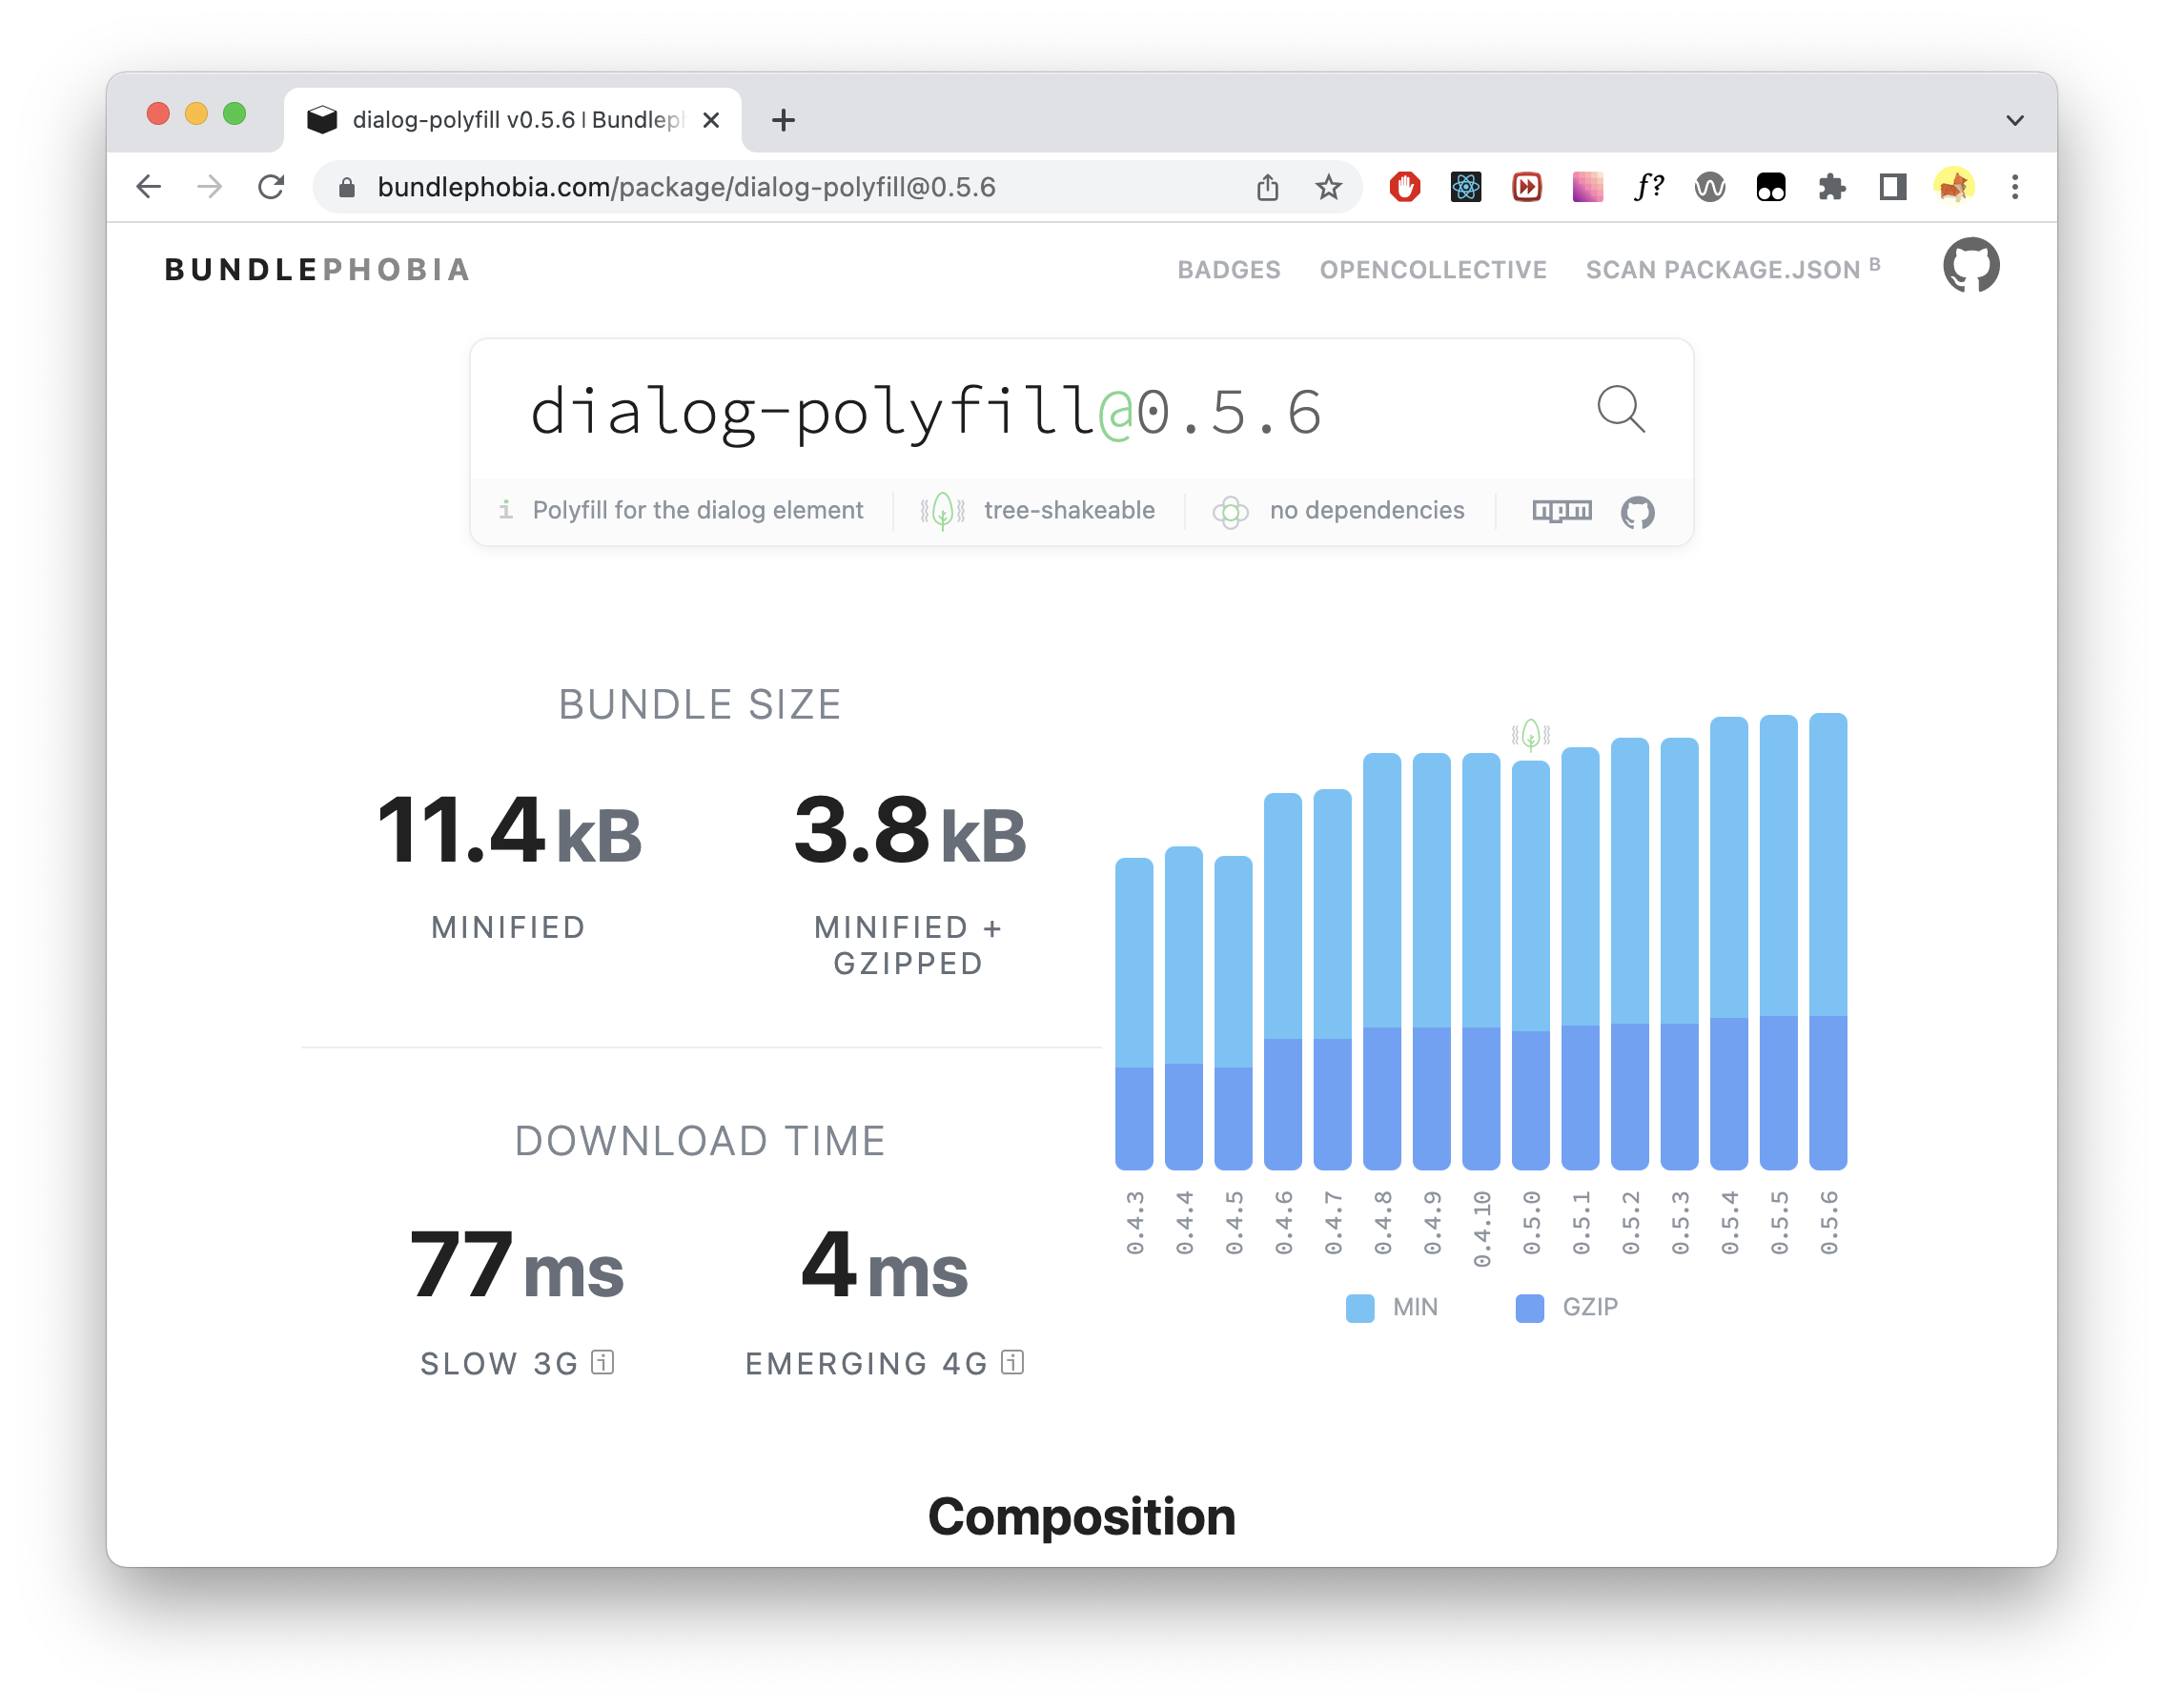 dialog-polyfill v0.5.6 | Bundleph
bundlephobia.com/package/dialog-polyfill@0.5.6
f?
BUNDLEPHOBIA
BADGES OPENCOLLECTIVE SCAN PACKAGE.JSON B
dialog-polyfill@0.5.6
i Polyfill for the dialog element tree-shakeable no dependencies npm
BUNDLE SIZE
11.4 kB 3.8 kB
MINIFIED MINIFIED +
GZIPPED
DOWNLOAD TIME
77 ms 4 ms
SLOW 3G i EMERGING 4G i
0.4.3 0.4.4 0.4.5 0.4.6 0.4.7 0.4.8 0.4.9 0.4.10 0.5.0 0.5.1 0.5.2 0.5.3 0.5.4 0.5.5 0.5.6
MIN GZIP
Composition